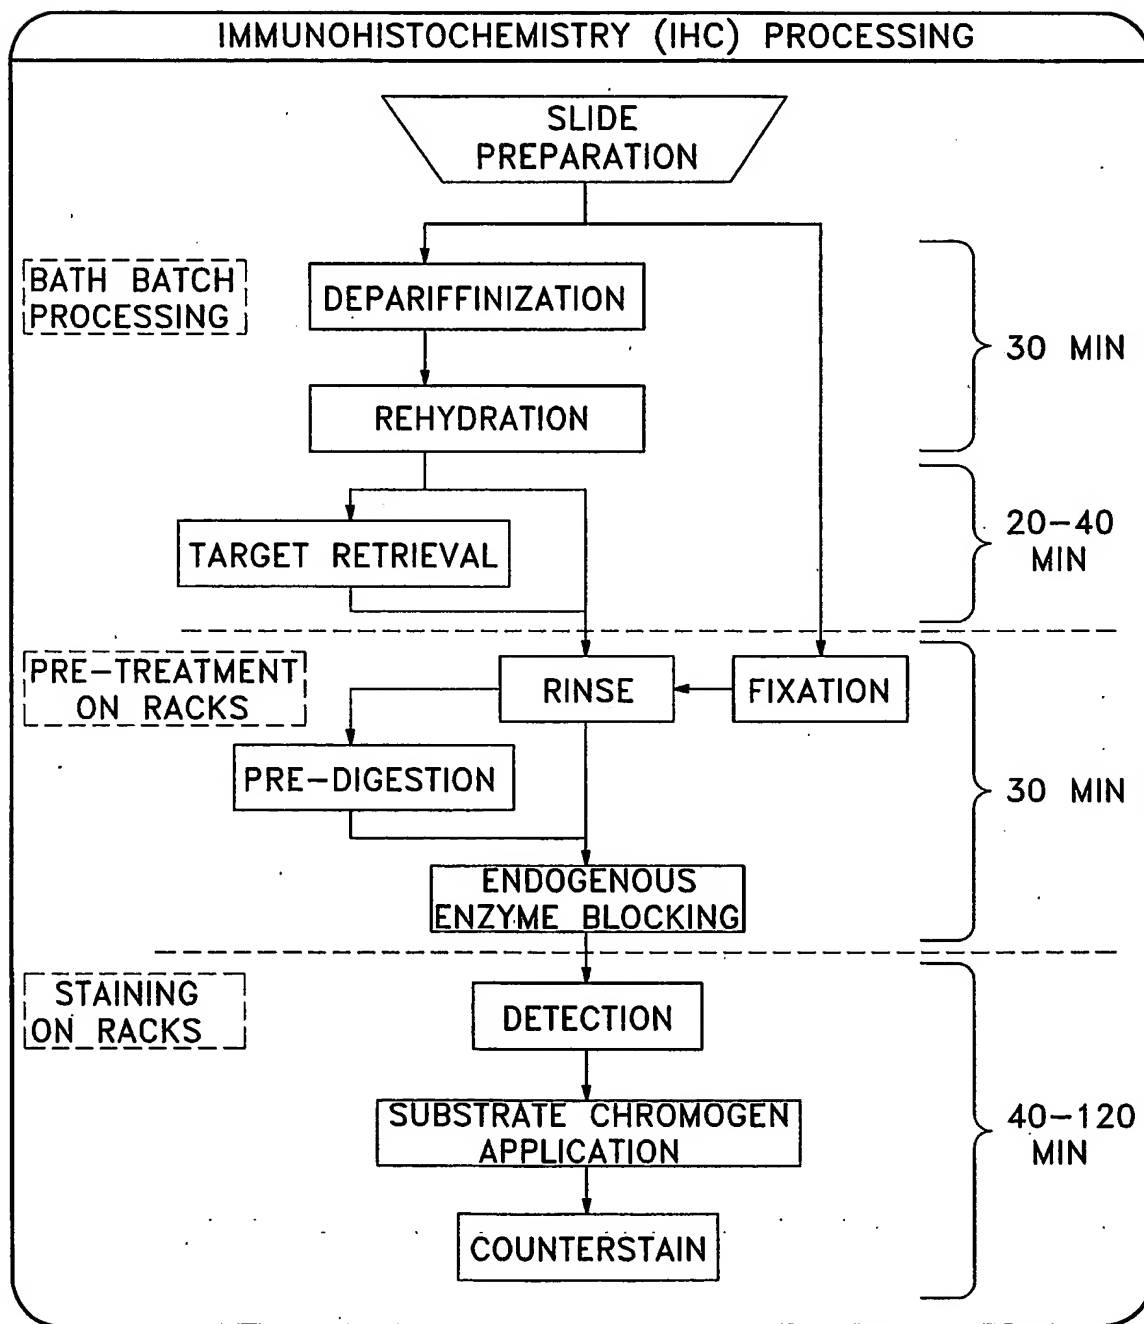 IMMUNOHISTOCHEMISTRY (IHC) PROCESSING
SLIDE
PREPARATION
BATH BATCH
PROCESSING
DEPARIFFINIZATION
30 MIN
REHYDRATION
TARGET RETRIEVAL
20-40
MIN
PRE-TREATMENT
ON RACKS
RINSE
FIXATION
PRE-DIGESTION
30 MIN
ENDOGENOUS
ENZYME BLOCKING
STAINING
ON RACKS
DETECTION
SUBSTRATE CHROMOGEN
APPLICATION
40-120
MIN
COUNTERSTAIN